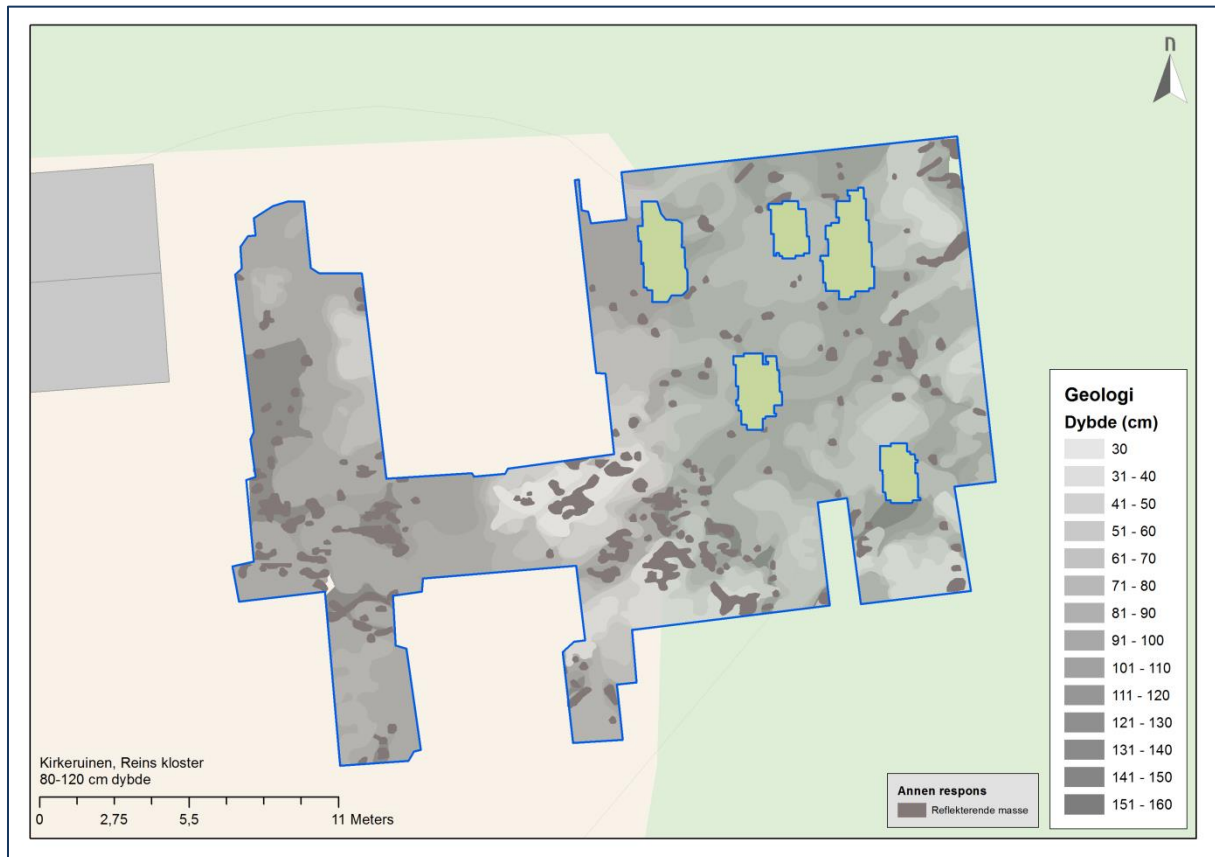 n
Geologi
Dybde (cm)
30
31 - 40
41 - 50
51 - 60
61 - 70
71 - 80
81 - 90
91 - 100
101 - 110
111 - 120
121 - 130
131 - 140
141 - 150
151 - 160
Kirkeruinen, Reins kloster
80-120 cm dybde
0 2,75 5,5 11 Meters
Annen respons
Reflekterende masse